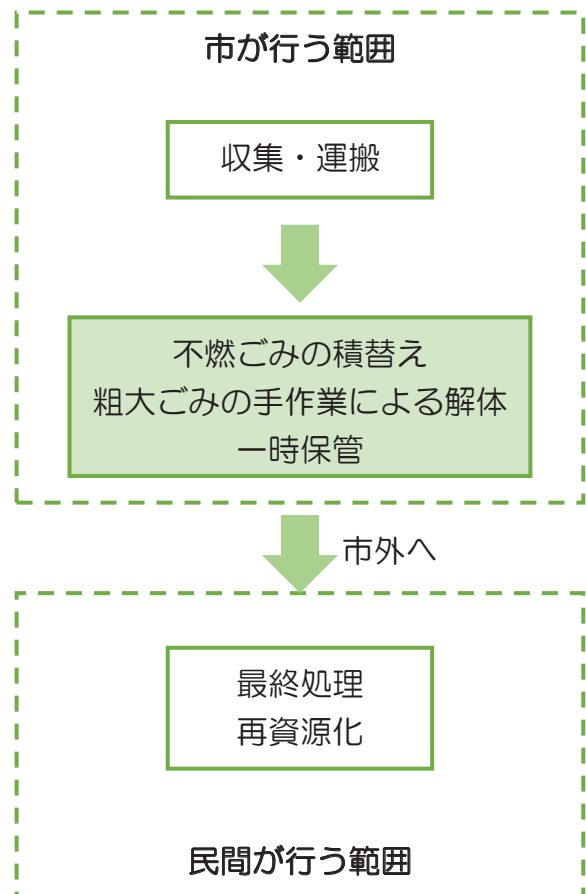 市が行う範囲
収集・運搬
不燃ごみの積替え
粗大ごみの手作業による解体
一時保管
市外へ
最終処理
再資源化
民間が行う範囲